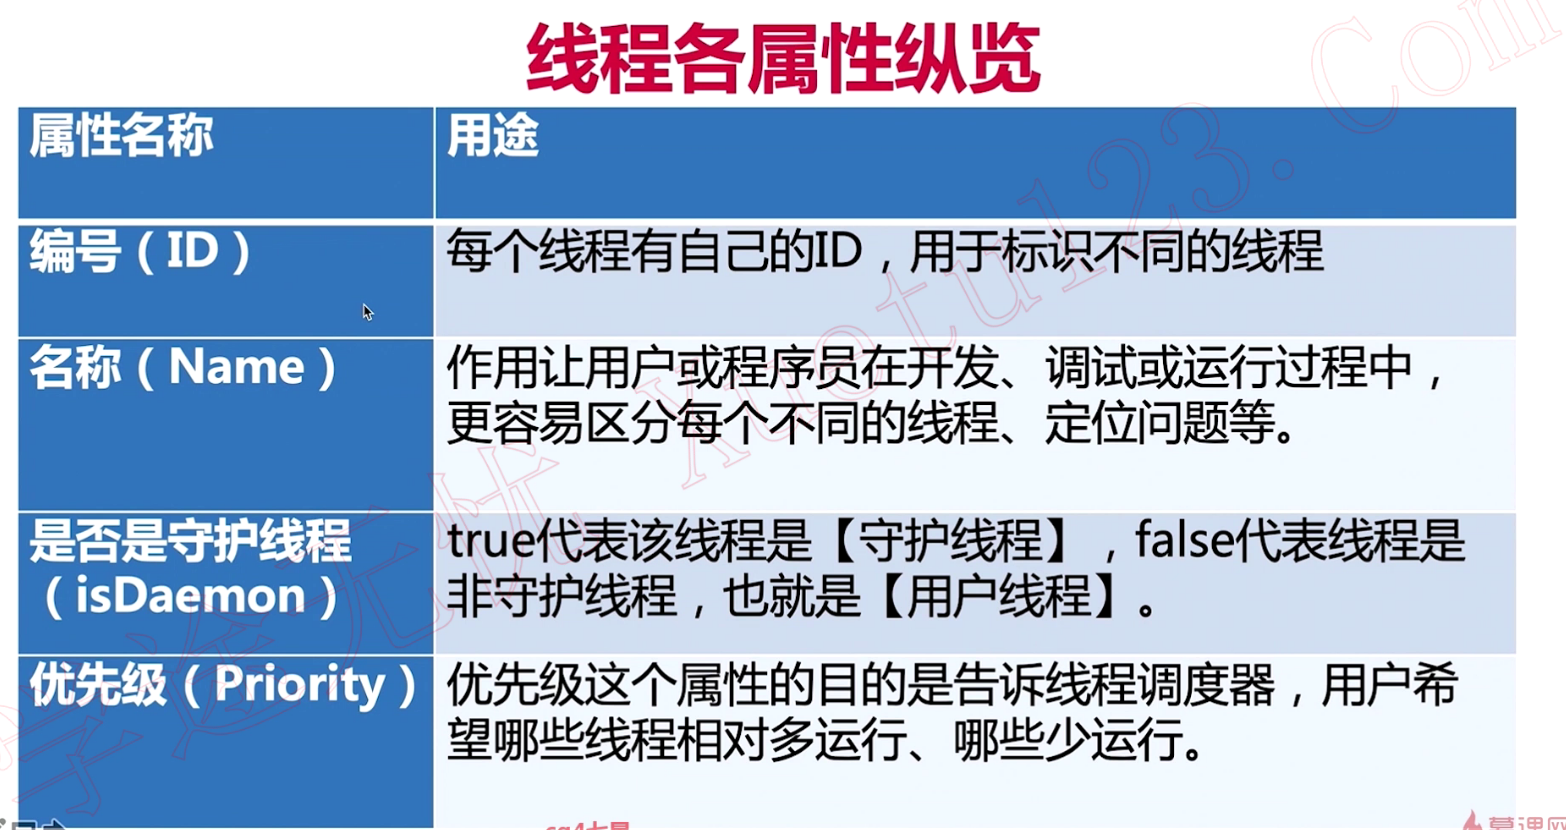 线程各属性纵览
属性名称
用途
编号（ID）
每个线程有自己的ID，用于标识不同的线程
名称（Name）
作用让用户或程序员在开发、调试或运行过程中，
更容易区分每个不同的线程、定位问题等。
是否是守护线程
（isDaemon）
true代表该线程是【守护线程】，false代表线程是
非守护线程，也就是【用户线程】。
优先级（Priority）
优先级这个属性的目的是告诉线程调度器，用户希
望哪些线程相对多运行、哪些少运行。
学途无忧 Xuetu123.Com
慕课网